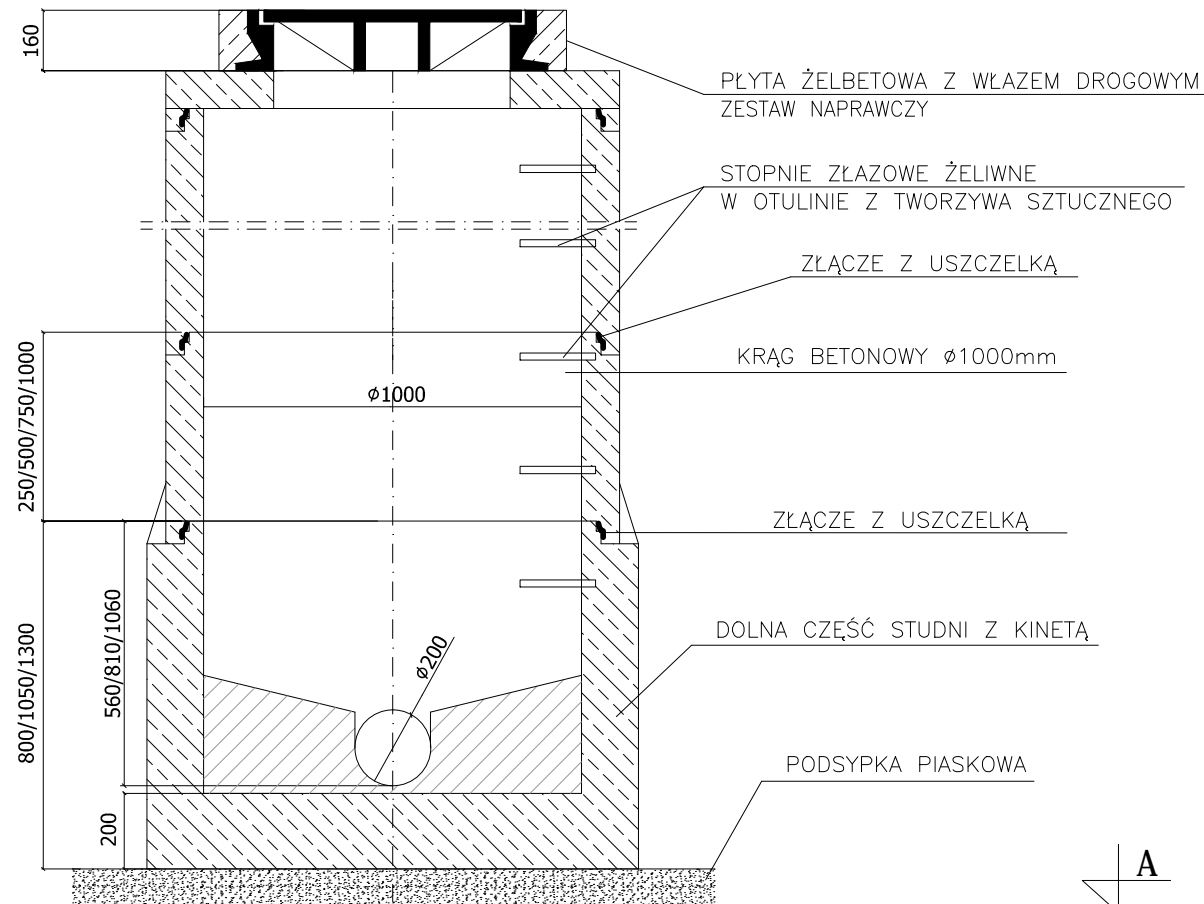 160
PŁYTA ŻELBETOWA Z WŁAZEM DROGOWYM
ZESTAW NAPRAWCZY
STOPNIE ZŁAZOWE ŻELIWNE
W OTULINIE Z TWORZYWA SZTUCZNEGO
ZŁĄCZE Z USZCZELKĄ
KRĄG BETONOWY ø1000mm
ø1000
250/500/750/1000
ZŁĄCZE Z USZCZELKĄ
DOLNA CZĘŚĆ STUDNI Z KINETĄ
ø200
560/810/1060
800/1050/1300
PODSYPKA PIASKOWA
200
A